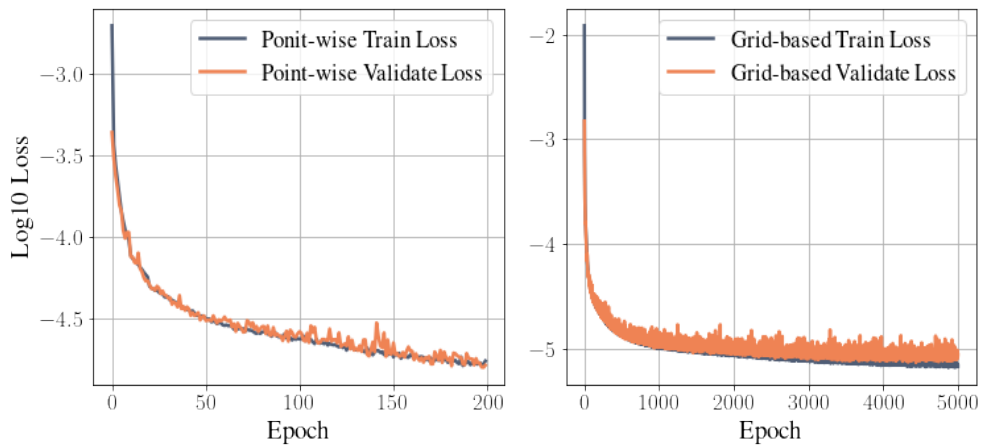 Ponit-wise Train Loss
Point-wise Validate Loss
Log10 Loss
−3.0
−3.5
−4.0
−4.5
0
50
100
150
200
Epoch
Grid-based Train Loss
Grid-based Validate Loss
−2
−3
−4
−5
0
1000
2000
3000
4000
5000
Epoch